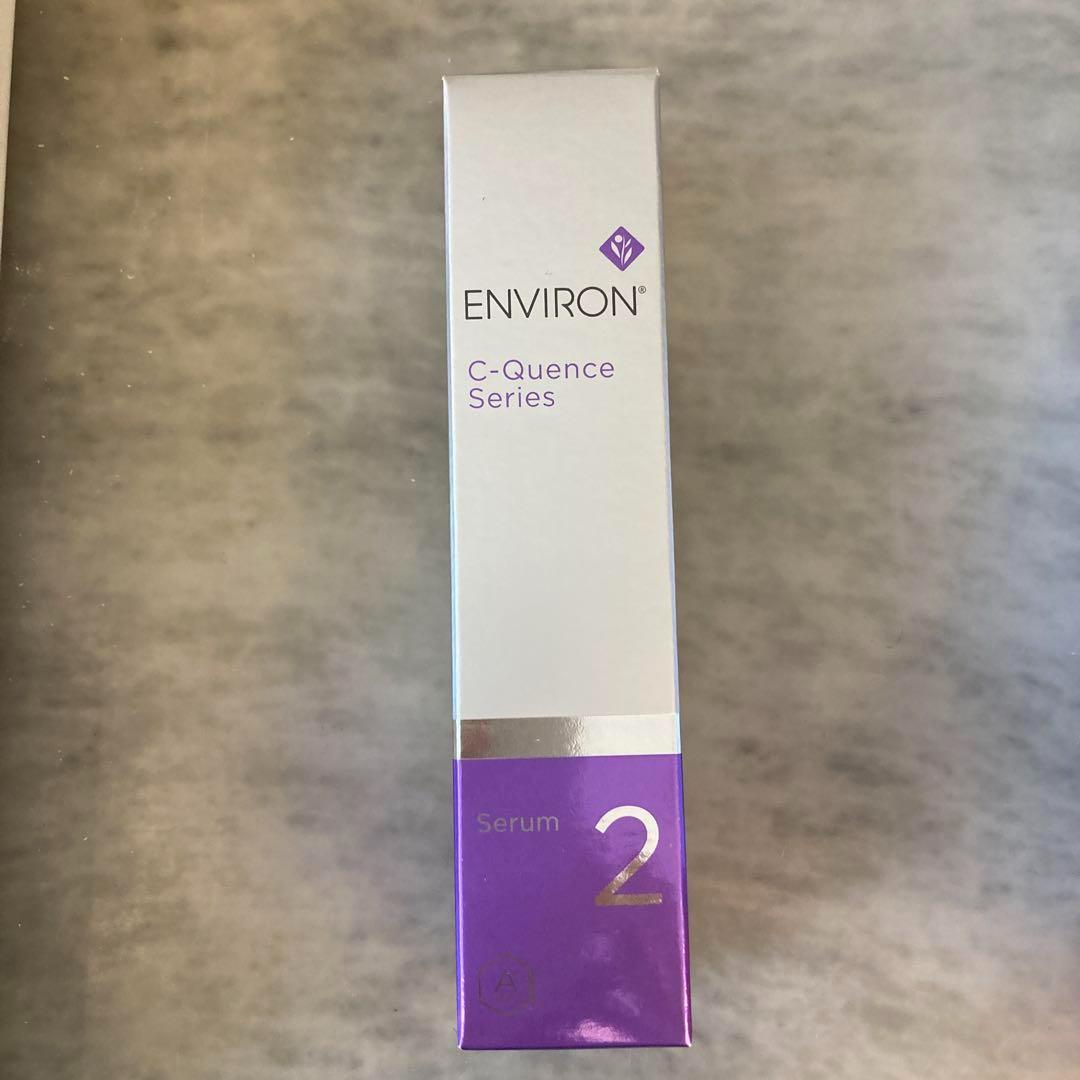 ENVIRON®
C-Quence
Series
Serum
2
A